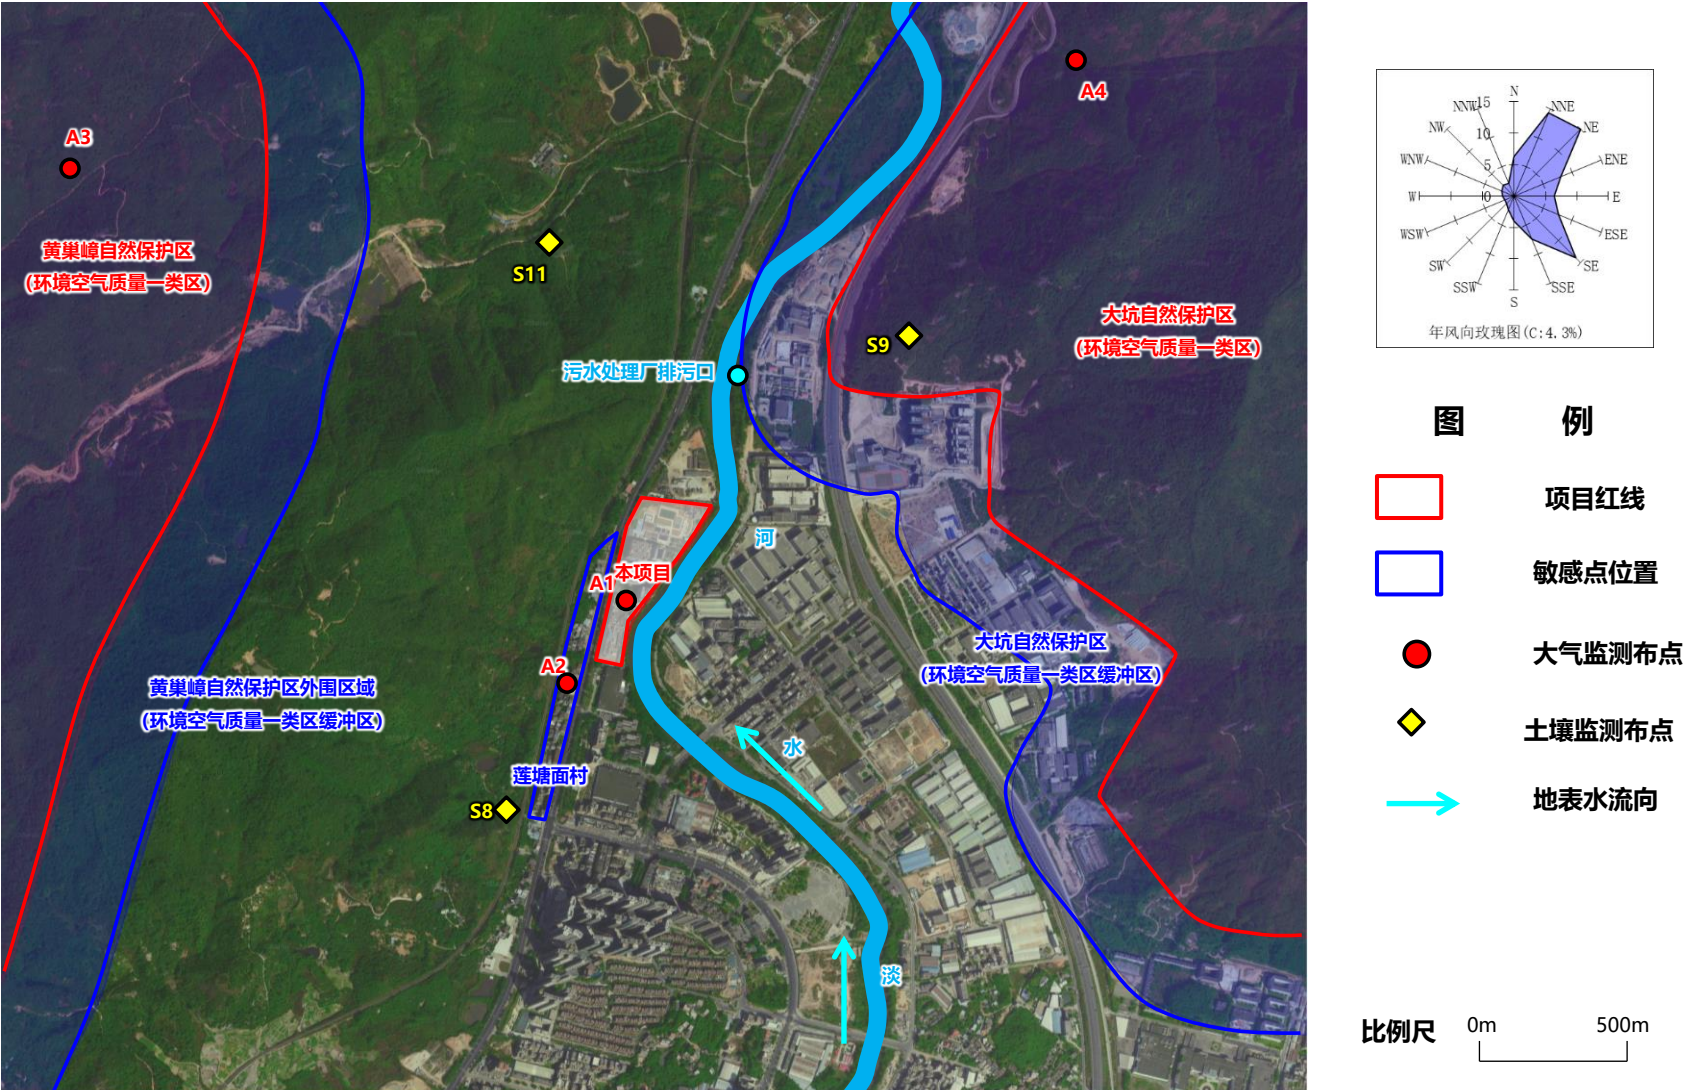 A3
黄巢嶂自然保护区
(环境空气质量一类区)
S11
A4
S9
大坑自然保护区
(环境空气质量一类区)
污水处理厂排污口
河
本项目
A1
A2
黄巢嶂自然保护区外围区域
(环境空气质量一类区缓冲区)
大坑自然保护区
(环境空气质量一类区缓冲区)
水
莲塘面村
S8
淡
N
NNE
NE
ENE
E
ESE
SE
SSE
S
SSW
SW
WSW
W
WNW
NW
NNW
15
10
5
0
年风向玫瑰图(C:4.3%)
图 例
项目红线
敏感点位置
大气监测布点
土壤监测布点
地表水流向
比例尺 0m 500m